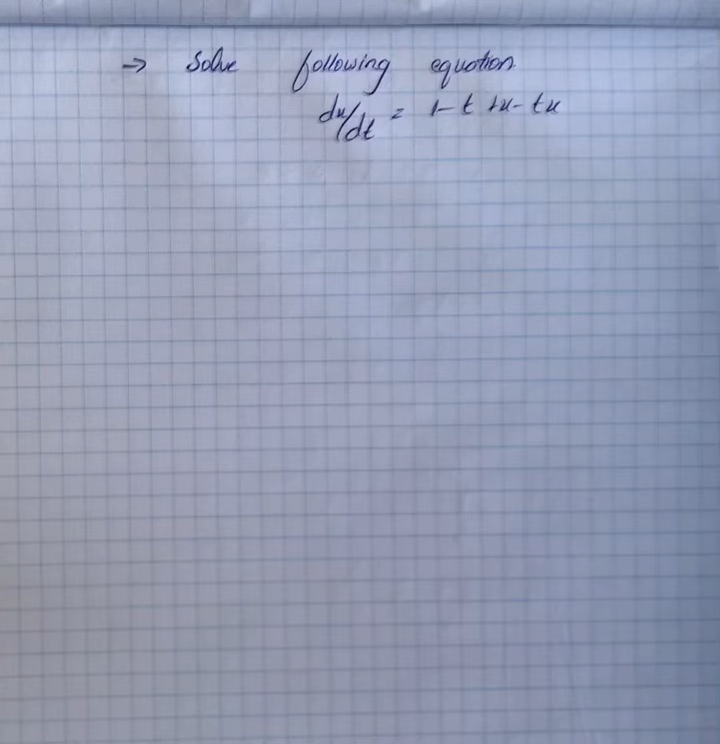 → Solve following equation.
du/dt = 1-t +u- tu